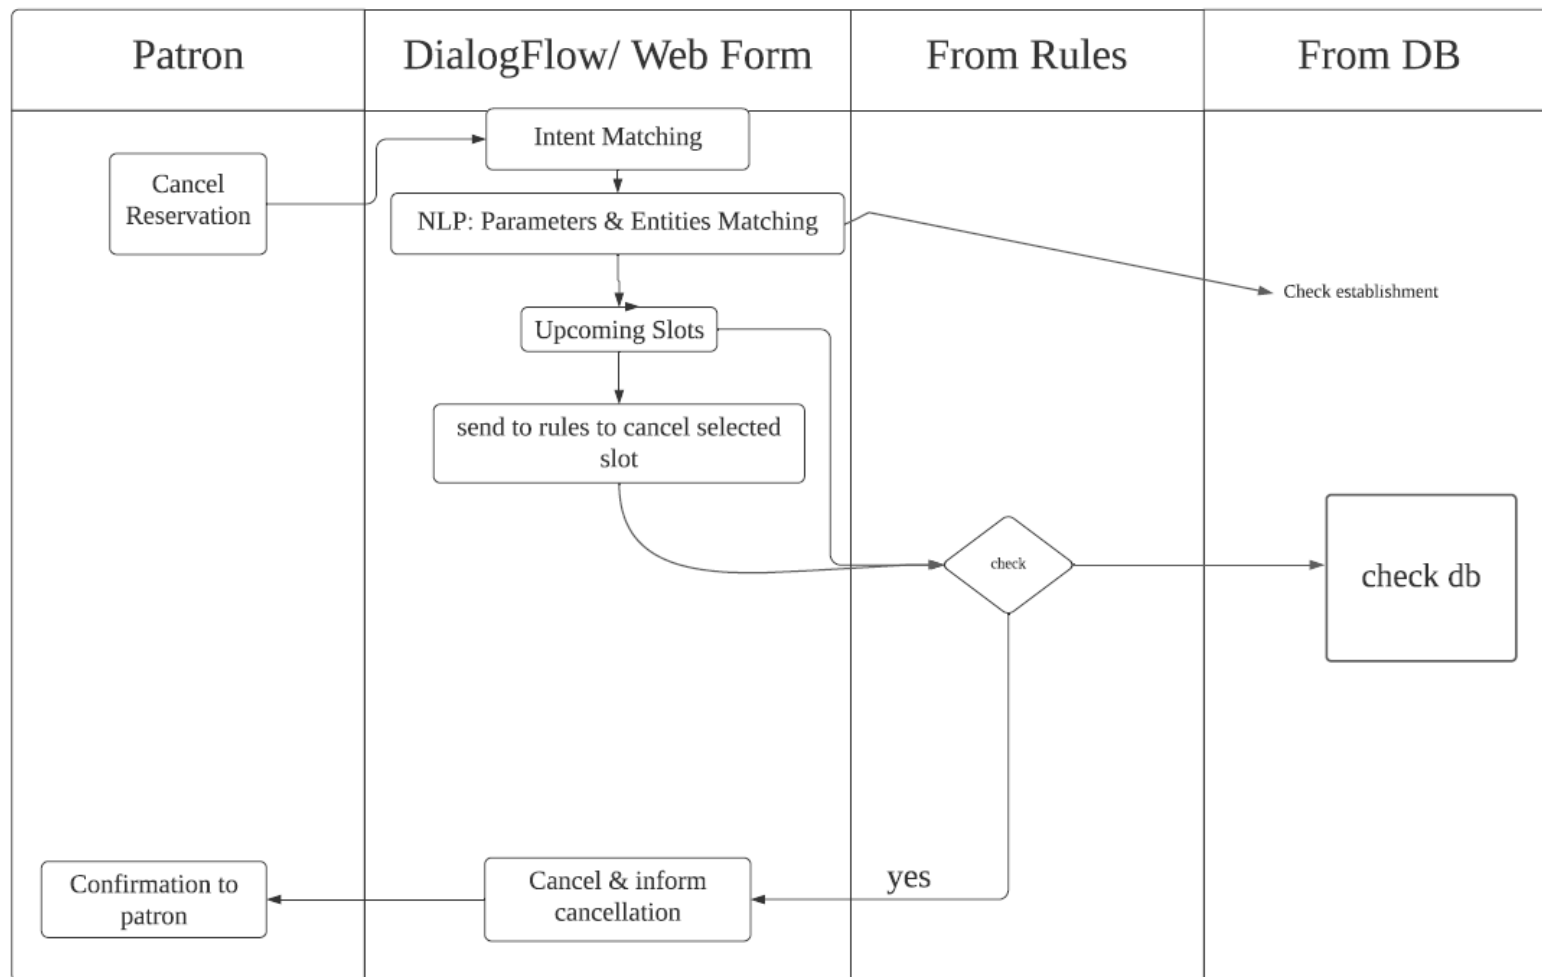 Patron
DialogFlow/ Web Form
From Rules
From DB
Intent Matching
Cancel
Reservation
NLP: Parameters & Entities Matching
Check establishment
Upcoming Slots
send to rules to cancel selected
slot
check
check db
yes
Cancel & inform
cancellation
Confirmation to
patron